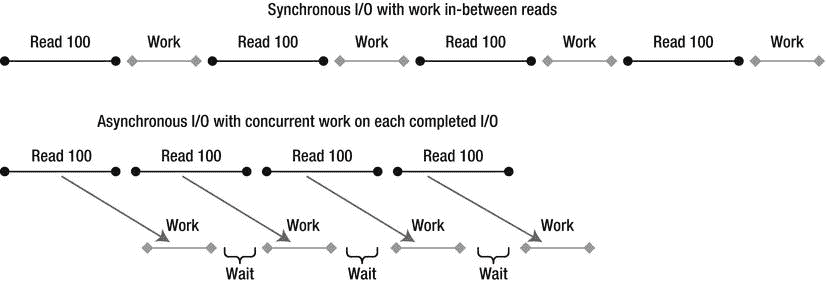 Synchronous I/O with work in-between reads
Read 100 Work Read 100 Work Read 100 Work Read 100 Work
Asynchronous I/O with concurrent work on each completed I/O
Read 100 Read 100 Read 100 Read 100
Work Work Work Work
Wait Wait Wait